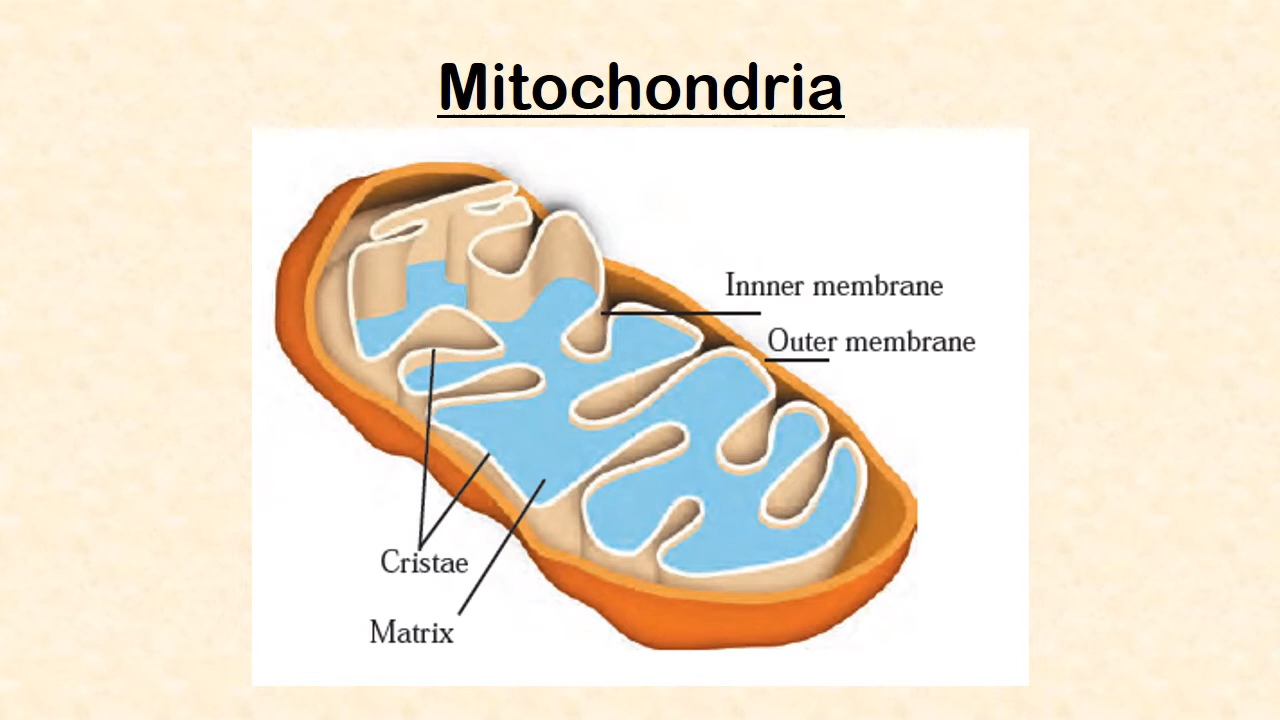 Mitochondria
Innner membrane
Outer membrane
Cristae
Matrix